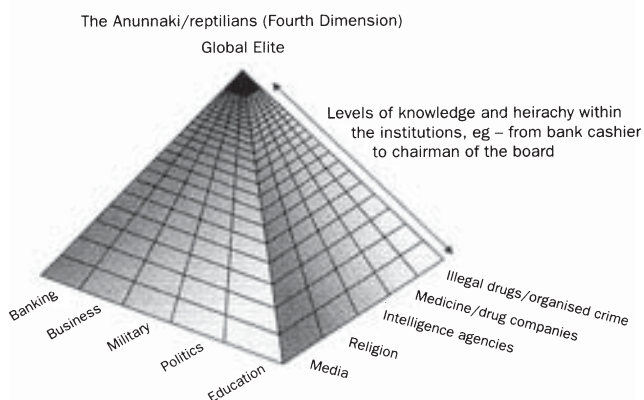 The Anunnaki/reptilians (Fourth Dimension)
Global Elite
Levels of knowledge and heirachy within
the institutions, eg – from bank cashier
to chairman of the board
Banking
Business
Military
Politics
Education
Media
Religion
Intelligence agencies
Medicine/drug companies
Illegal drugs/organised crime